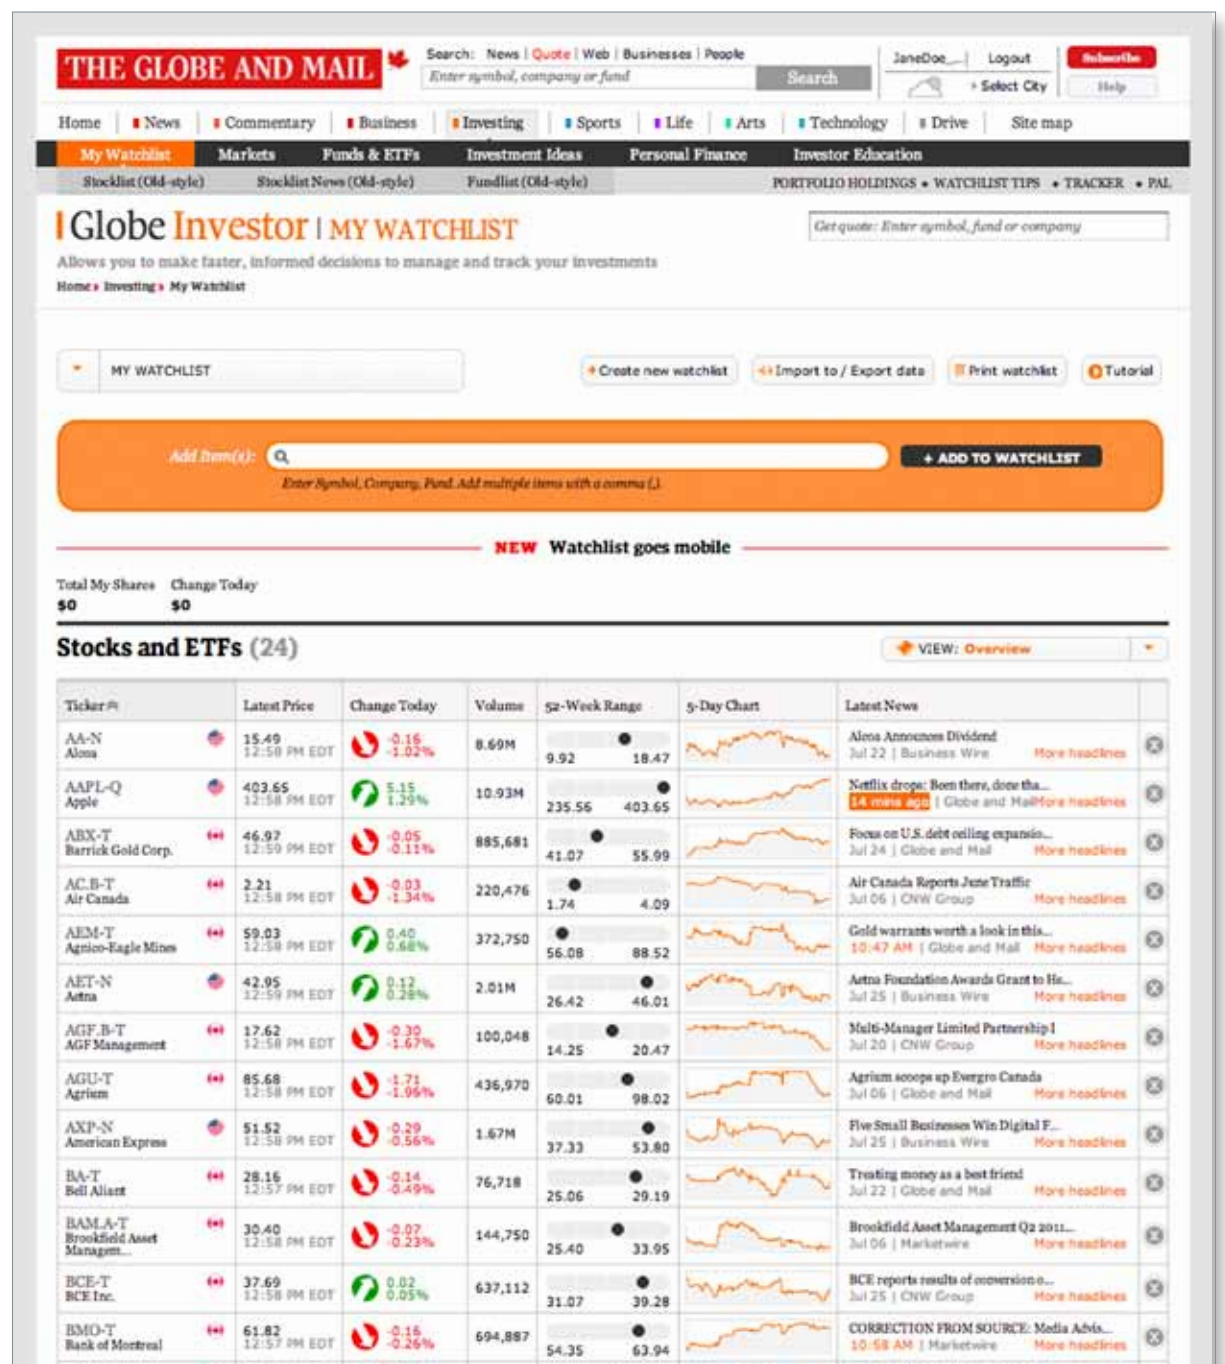 THE GLOBE AND MAIL
Search: News | Quote | Web | Businesses | People
Enter symbol, company or fund
Search
JaneDoe_... | Logout
Select City
Subscribe
Help
Home | News | Commentary | Business | Investing | Sports | Life | Arts | Technology | Drive | Site map
My Watchlist Markets Funds & ETFs Investment Ideas Personal Finance Investor Education
Stocklist (Old-style) Stocklist News (Old-style) Fundlist (Old-style) PORTFOLIO HOLDINGS • WATCHLIST TIPS • TRACKER • PAL
Globe Investor | MY WATCHLIST
Get quote: Enter symbol, fund or company
Allows you to make faster, informed decisions to manage and track your investments
Home Investing My Watchlist
MY WATCHLIST
+ Create new watchlist Import to / Export data Print watchlist Tutorial
Add Item(s):
+ ADD TO WATCHLIST
Enter Symbol, Company, Fund. Add multiple items with a comma (,).
NEW Watchlist goes mobile
Total My Shares Change Today
$0 $0
Stocks and ETFs (24)
VIEW: Overview
Ticker Latest Price Change Today Volume 52-Week Range 5-Day Chart Latest News
AA-N 15.49 -0.16 8.69M Alcoa Announces Dividend
Alcoa 12:58 PM EDT -1.02% 9.92 18.47 Jul 22 | Business Wire More headlines
AAPL-Q 403.65 5.15 10.93M Netflix drops: Been there, done tha...
Apple 12:58 PM EDT 1.29% 235.56 403.65 14 mins ago | Globe and Mail More headlines
ABX-T 46.97 -0.05 885,681 Focus on U.S. debt ceiling expansio...
Barrick Gold Corp. 12:59 PM EDT -0.11% 41.07 55.99 Jul 24 | Globe and Mail More headlines
AC.B-T 2.21 -0.03 220,476 Air Canada Reports June Traffic
Air Canada 12:58 PM EDT -1.34% 1.74 4.09 Jul 06 | CNW Group More headlines
AEM-T 59.03 0.40 372,750 Gold warrants worth a look in this...
Agnico-Eagle Mines 12:58 PM EDT 0.68% 56.08 88.52 10:47 AM | Globe and Mail More headlines
AET-N 42.95 0.12 2.01M Aetna Foundation Awards Grant to He...
Aetna 12:59 PM EDT 0.28% 26.42 46.01 Jul 25 | Business Wire More headlines
AGF.B-T 17.62 -0.30 100,048 Multi-Manager Limited Partnership I
AGF Management 12:58 PM EDT -1.67% 14.25 20.47 Jul 20 | CNW Group More headlines
AGU-T 85.68 -1.71 436,970 Agrium scoops up Evergro Canada
Agrium 12:58 PM EDT -1.96% 60.01 98.02 Jul 06 | Globe and Mail More headlines
AXP-N 51.52 -0.29 1.67M Five Small Businesses Win Digital F...
American Express 12:58 PM EDT -0.56% 37.33 53.80 Jul 25 | Business Wire More headlines
BA-T 28.16 -0.14 76,718 Treating money as a best friend
Bell Aliant 12:57 PM EDT -0.49% 25.06 29.19 Jul 22 | Globe and Mail More headlines
BAM.A-T 30.40 -0.07 144,750 Brookfield Asset Management Q2 2011...
Brookfield Asset Managem... 12:58 PM EDT -0.23% 25.40 33.95 Jul 06 | Marketwire More headlines
BCE-T 37.69 0.02 637,112 BCE reports results of conversion o...
BCE Inc. 12:58 PM EDT 0.05% 31.07 39.28 Jul 25 | CNW Group More headlines
BMO-T 61.82 -0.16 694,887 CORRECTION FROM SOURCE: Media Advis...
Bank of Montreal 12:57 PM EDT -0.26% 54.35 63.94 10:58 AM | Marketwire More headlines